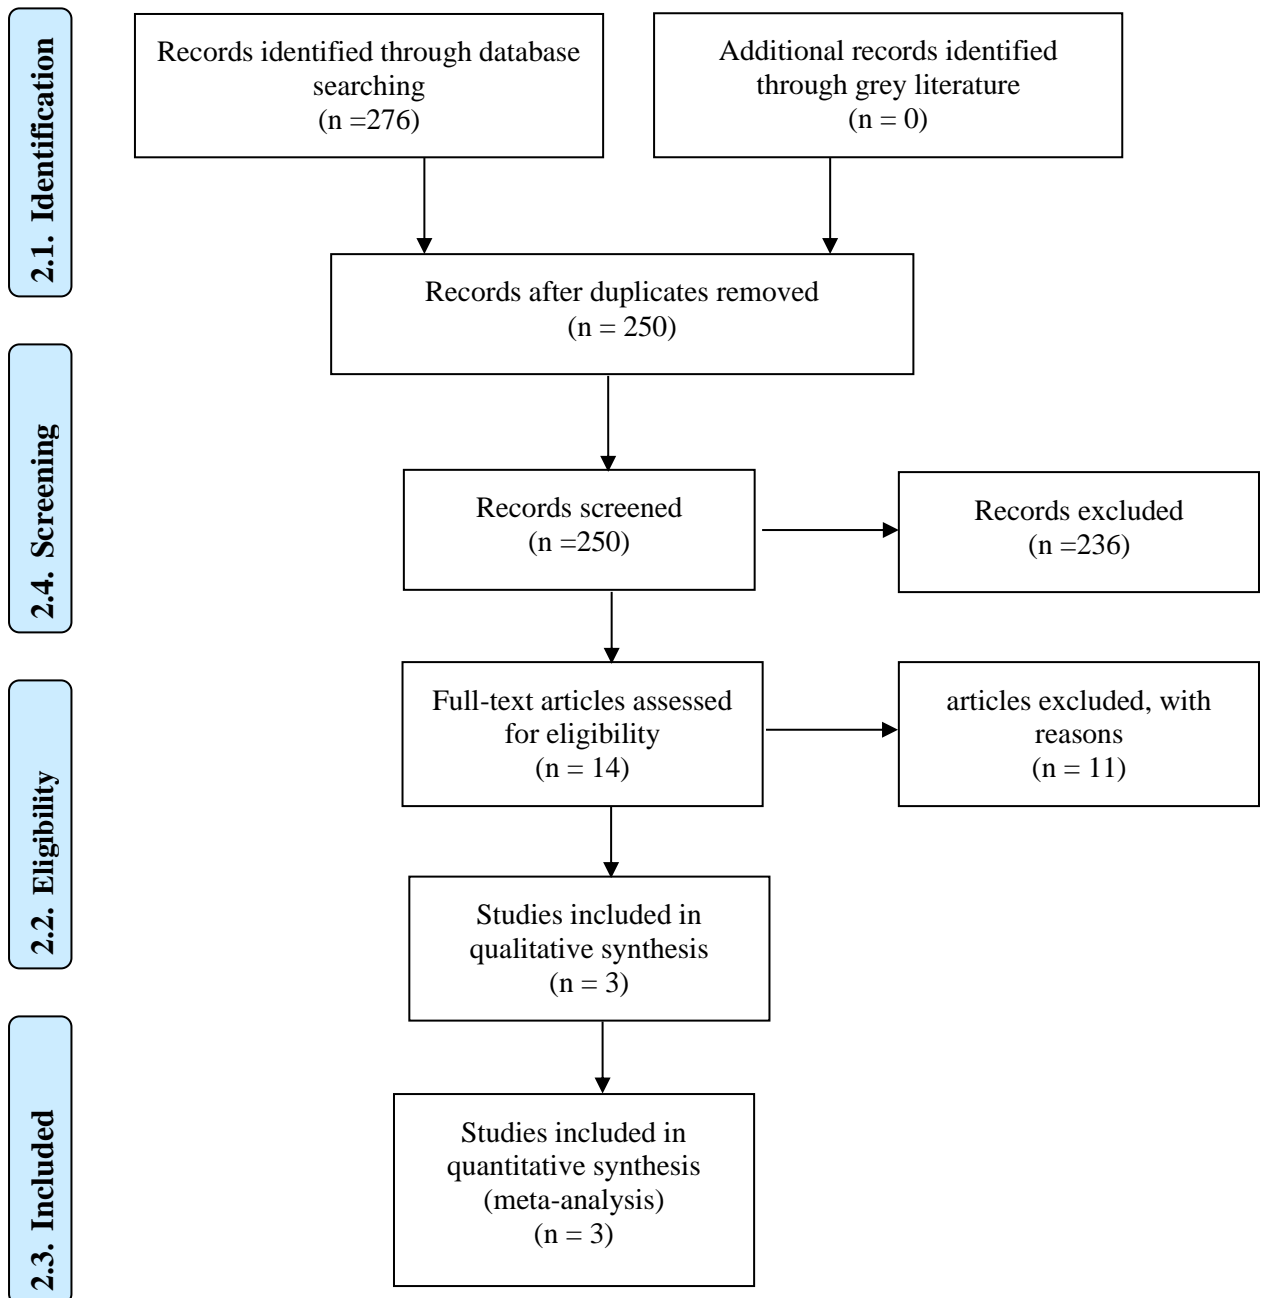 2.1. Identification
Records identified through database
searching
(n =276)
Additional records identified
through grey literature
(n = 0)
Records after duplicates removed
(n = 250)
2.4. Screening
Records screened
(n =250)
Records excluded
(n =236)
2.2. Eligibility
Full-text articles assessed
for eligibility
(n = 14)
articles excluded, with
reasons
(n = 11)
Studies included in
qualitative synthesis
(n = 3)
2.3. Included
Studies included in
quantitative synthesis
(meta-analysis)
(n = 3)